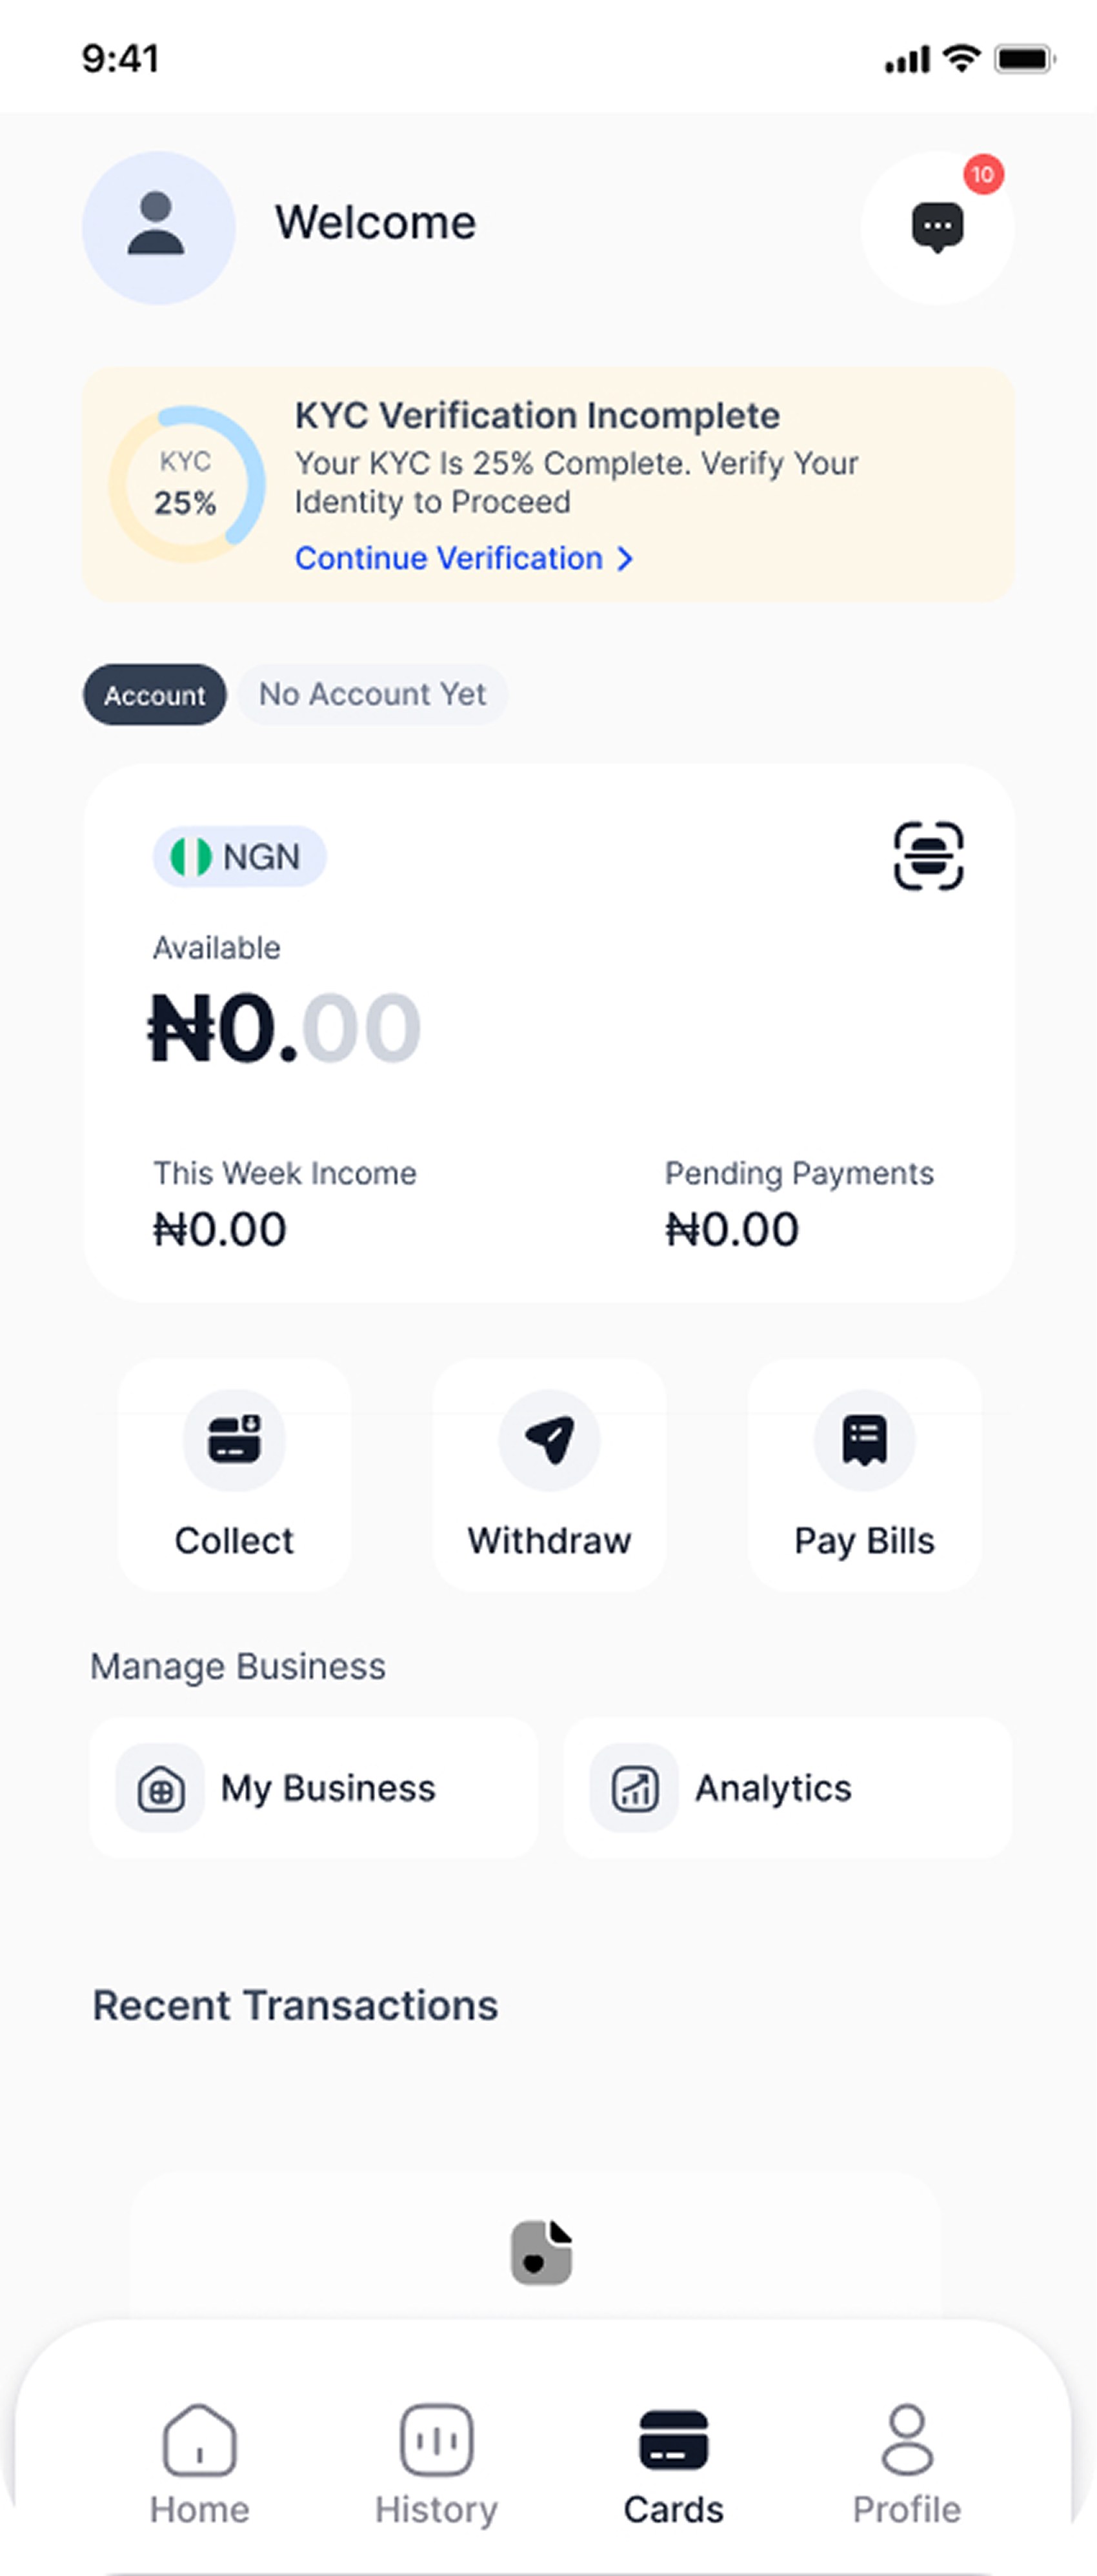 9:41
Welcome
10
KYC
25%
KYC Verification Incomplete
Your KYC Is 25% Complete. Verify Your
Identity to Proceed
Continue Verification
Account
No Account Yet
NGN
Available
₦0.00
This Week Income
₦0.00
Pending Payments
₦0.00
Collect
Withdraw
Pay Bills
Manage Business
My Business
Analytics
Recent Transactions
Home
History
Cards
Profile